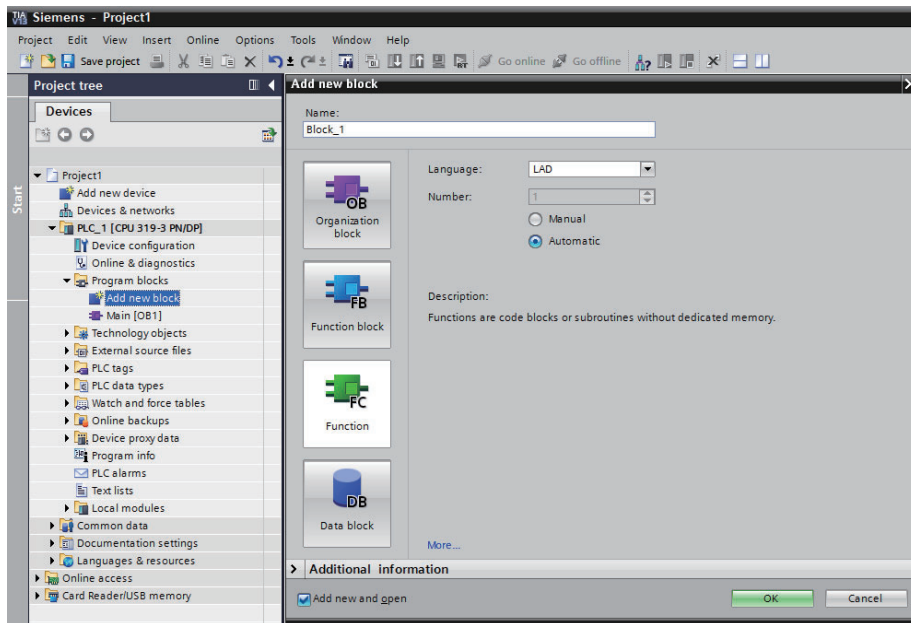 TIA Siemens - Project1
Project Edit View Insert Online Options Tools Window Help
Save project Go online Go offline
Project tree
Devices
Start
Project1
Add new device
Devices & networks
PLC_1 [CPU 319-3 PN/DP]
Device configuration
Online & diagnostics
Program blocks
Add new block
Main [OB1]
Technology objects
External source files
PLC tags
PLC data types
Watch and force tables
Online backups
Device proxy data
Program info
PLC alarms
Text lists
Local modules
Common data
Documentation settings
Languages & resources
Online access
Card Reader/USB memory
Add new block
Name:
Block_1
OB
Organization
block
FB
Function block
FC
Function
DB
Data block
Language: LAD
Number: 1
Manual
Automatic
Description:
Functions are code blocks or subroutines without dedicated memory.
More...
Additional information
Add new and open OK Cancel